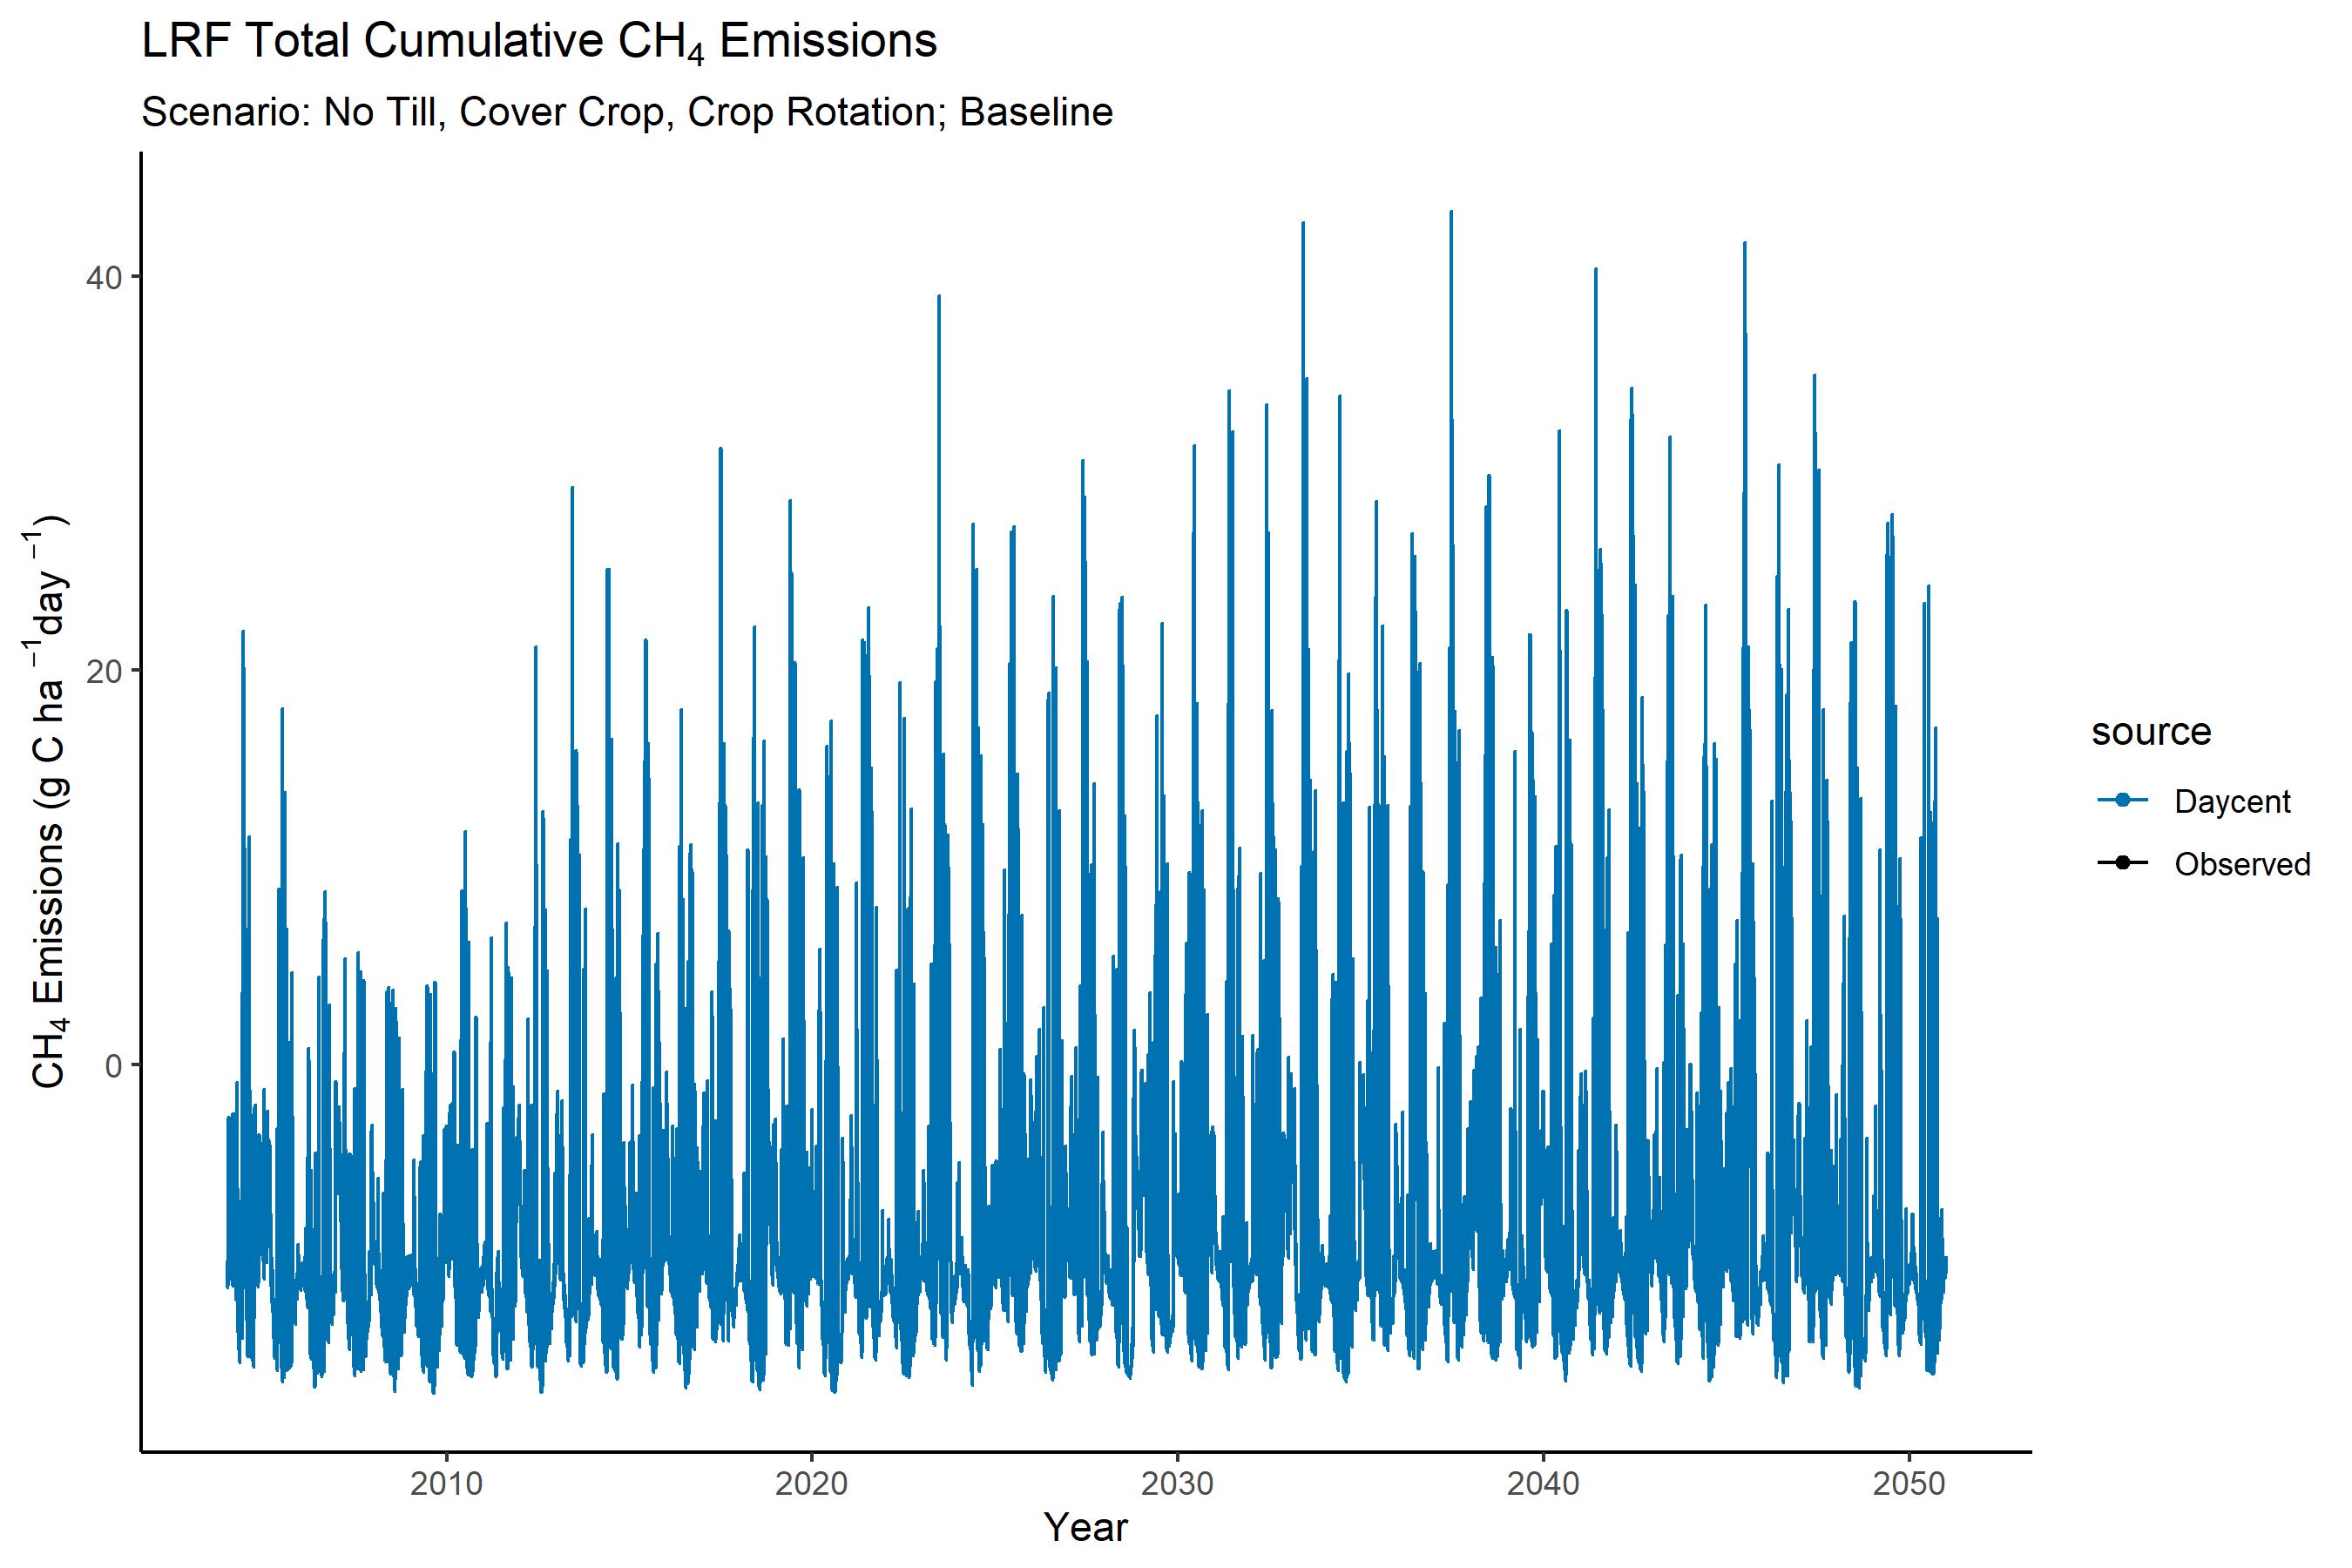 LRF Total Cumulative CH₄ Emissions
Scenario: No Till, Cover Crop, Crop Rotation; Baseline
CH₄ Emissions (g C ha ⁻¹day ⁻¹)
40
20
0
2010 2020 2030 2040 2050
Year
source
Daycent
Observed